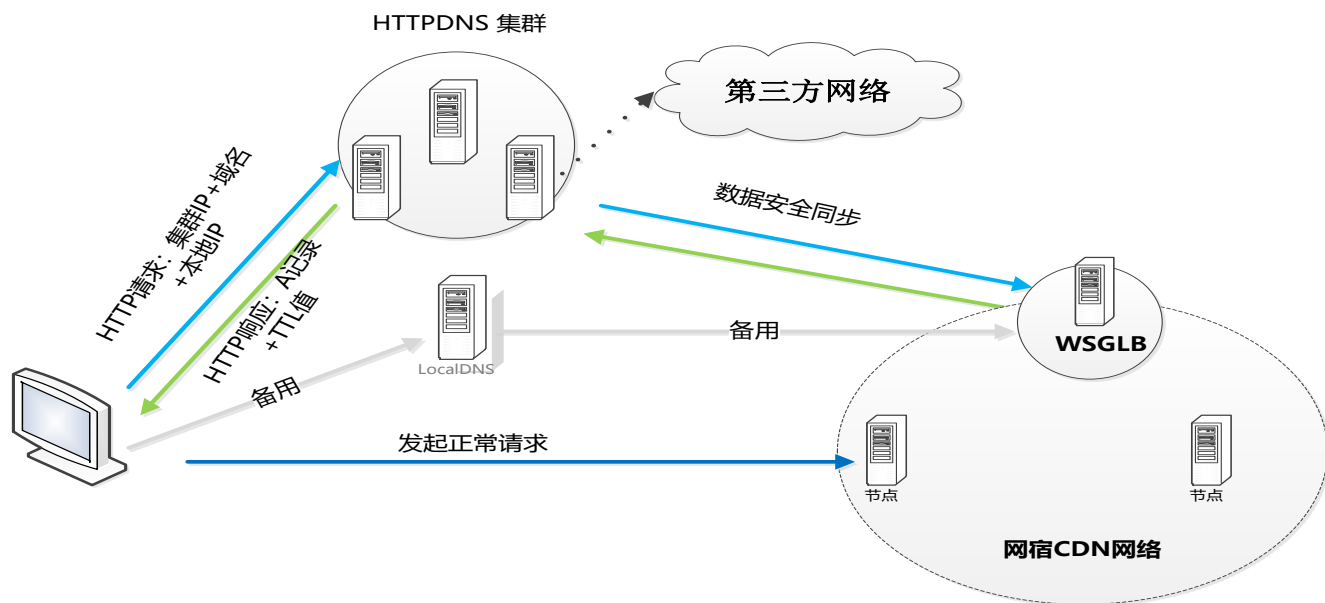 HTTPDNS 集群
第三方网络
HTTP请求：集群IP+域名
+本地IP
HTTP响应：A记录
+TTL值
数据安全同步
LocalDNS
备用
备用
WSGLB
发起正常请求
节点
节点
网宿CDN网络